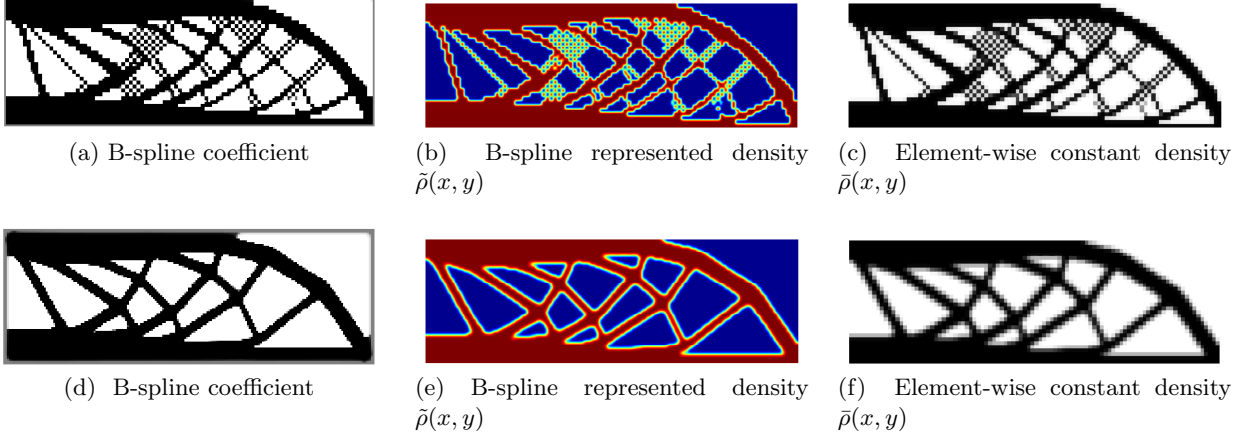 (a) B-spline coefficient
(b) B-spline represented density
ρ̃(x, y)
(c) Element-wise constant density
ρ̄(x, y)
(d) B-spline coefficient
(e) B-spline represented density
ρ̃(x, y)
(f) Element-wise constant density
ρ̄(x, y)